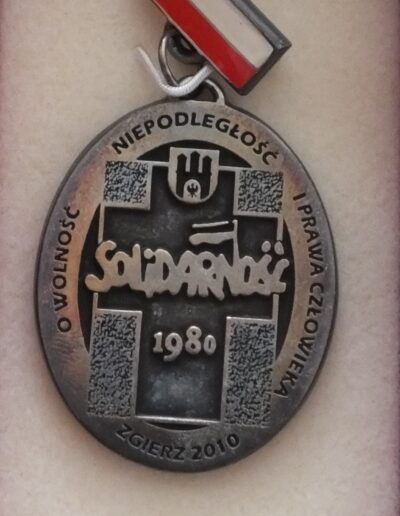 O WOLNOŚĆ
NIEPODLEGŁOŚĆ
I PRAWA CZŁOWIEKA
SOLiDARNOŚĆ
1980
ZGIERZ 2010